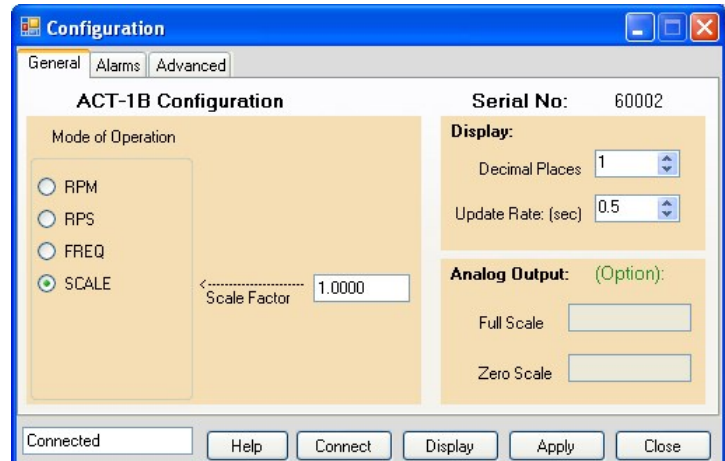 Configuration
General Alarms Advanced
ACT-1B Configuration
Mode of Operation
RPM
RPS
FREQ
SCALE
<----------------------
Scale Factor
1.0000
Serial No: 60002
Display:
Decimal Places 1
Update Rate: (sec) 0.5
Analog Output: (Option):
Full Scale
Zero Scale
Connected Help Connect Display Apply Close